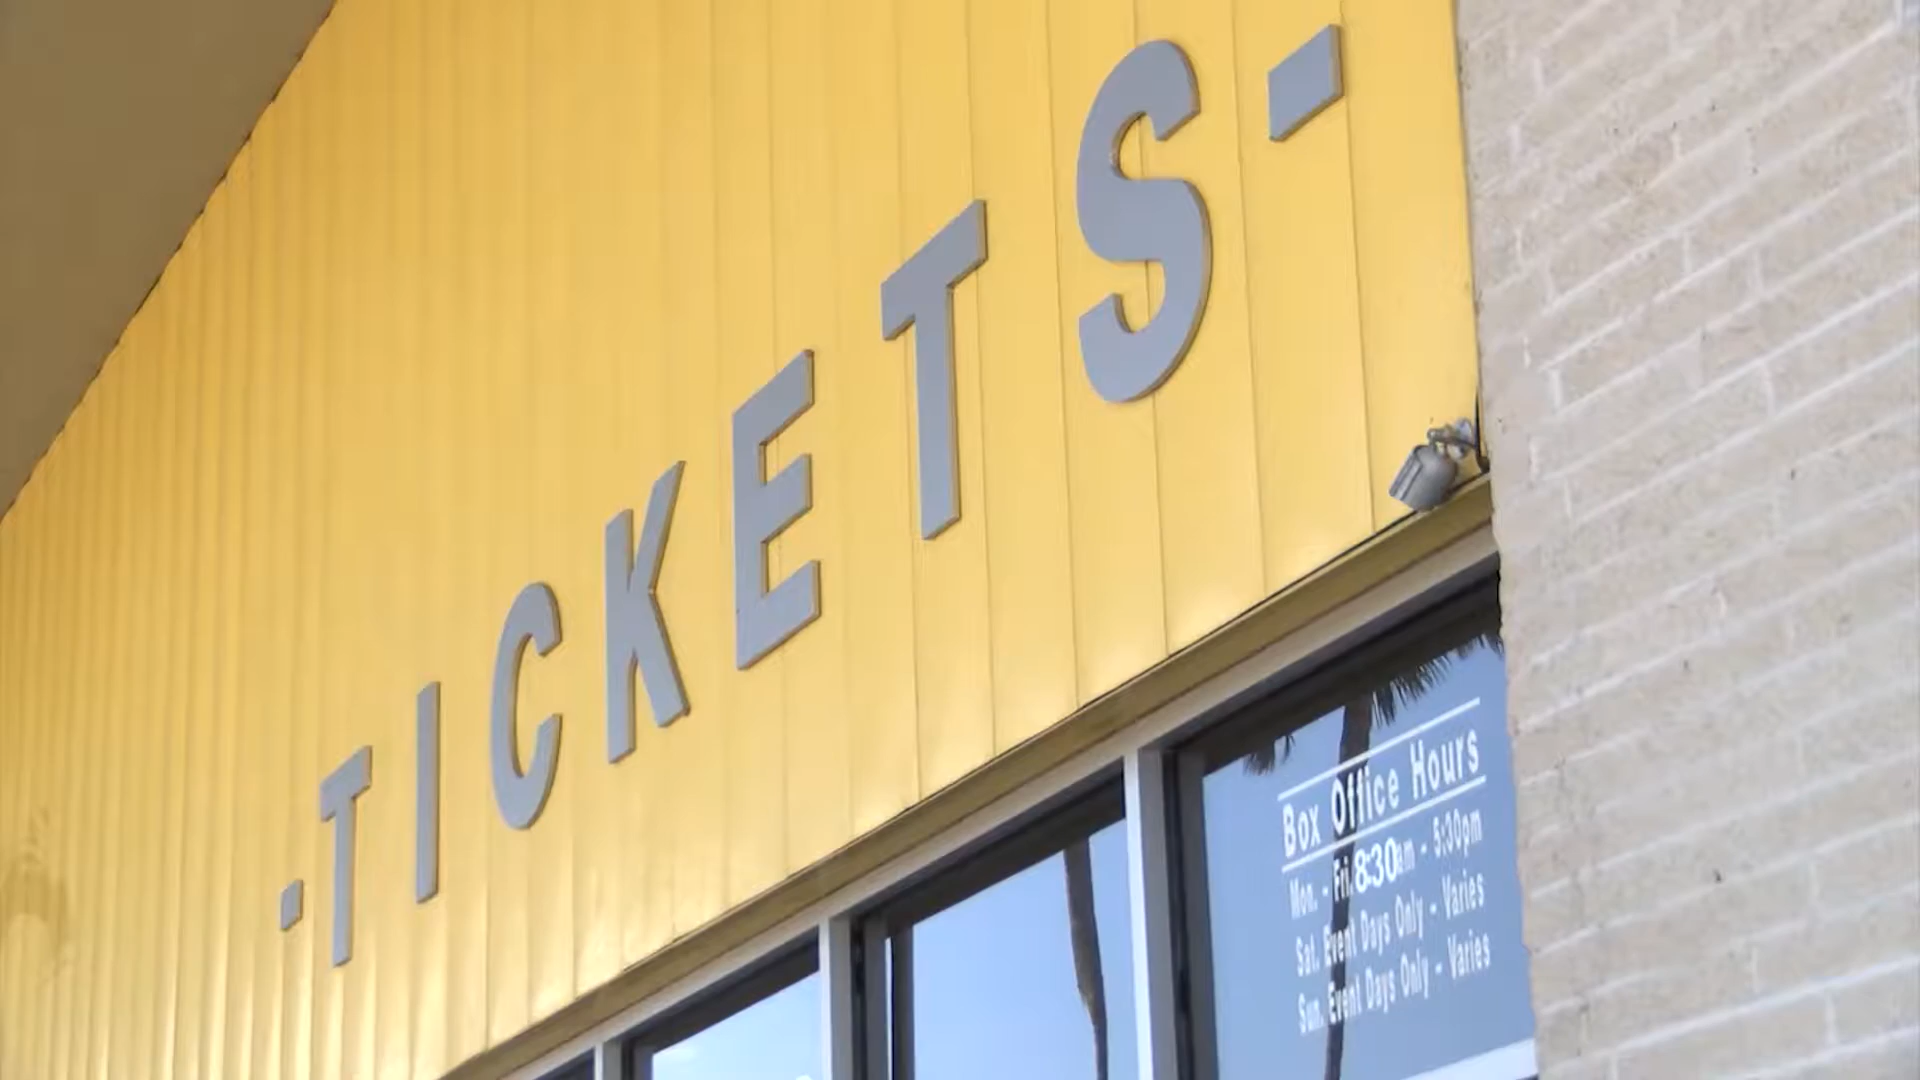 - TICKETS -
Box Office Hours
Mon. - Fri. 8:30am - 5:30pm
Sat. Event Days Only - Varies
Sun. Event Days Only - Varies